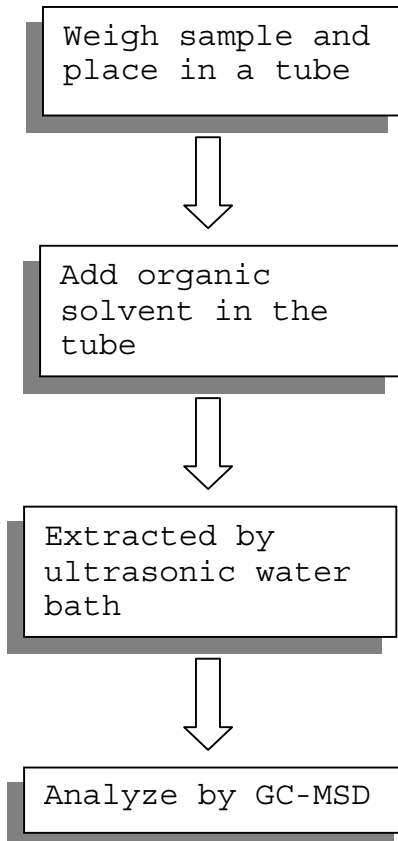 Weigh sample and
place in a tube
Add organic
solvent in the
tube
Extracted by
ultrasonic water
bath
Analyze by GC-MSD